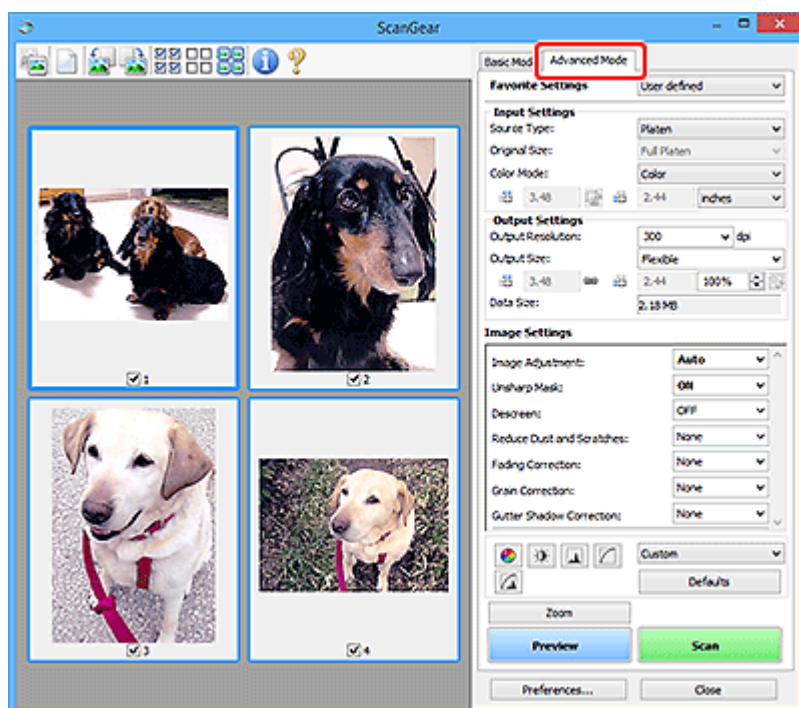 ScanGear
Basic Mod Advanced Mode
Favorite Settings User defined
Input Settings
Source Type: Platen
Original Size: Full Platen
Color Mode: Color
3.48 2.44 inches
Output Settings
Output Resolution: 300 dpi
Output Size: Flexible
3.48 2.44 100%
Data Size: 2.18 MB
Image Settings
Image Adjustment: Auto
Unsharp Mask: ON
Descreen: OFF
Reduce Dust and Scratches: None
Fading Correction: None
Grain Correction: None
Gutter Shadow Correction: None
Custom
Defaults
Zoom
Preview Scan
Preferences... Close
1
2
3
4